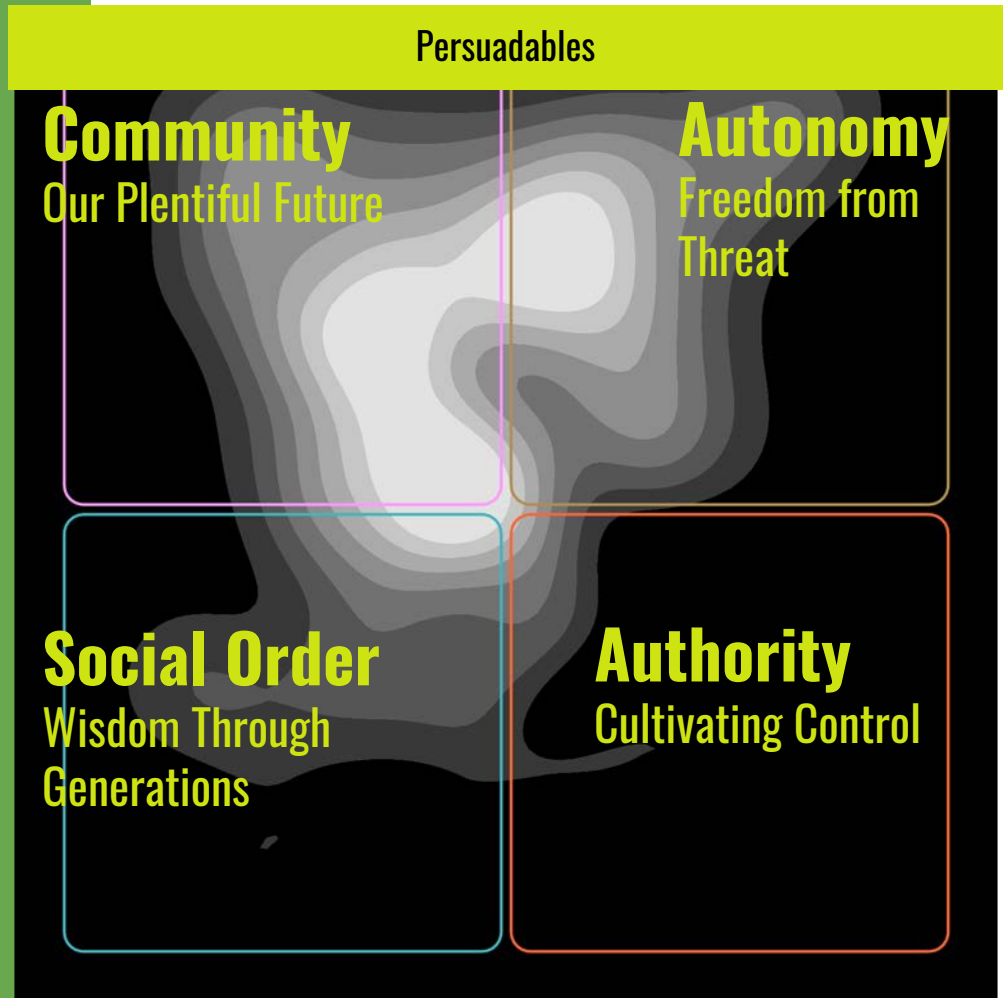 Persuadables
Community
Our Plentiful Future
Autonomy
Freedom from
Threat
Social Order
Wisdom Through
Generations
Authority
Cultivating Control